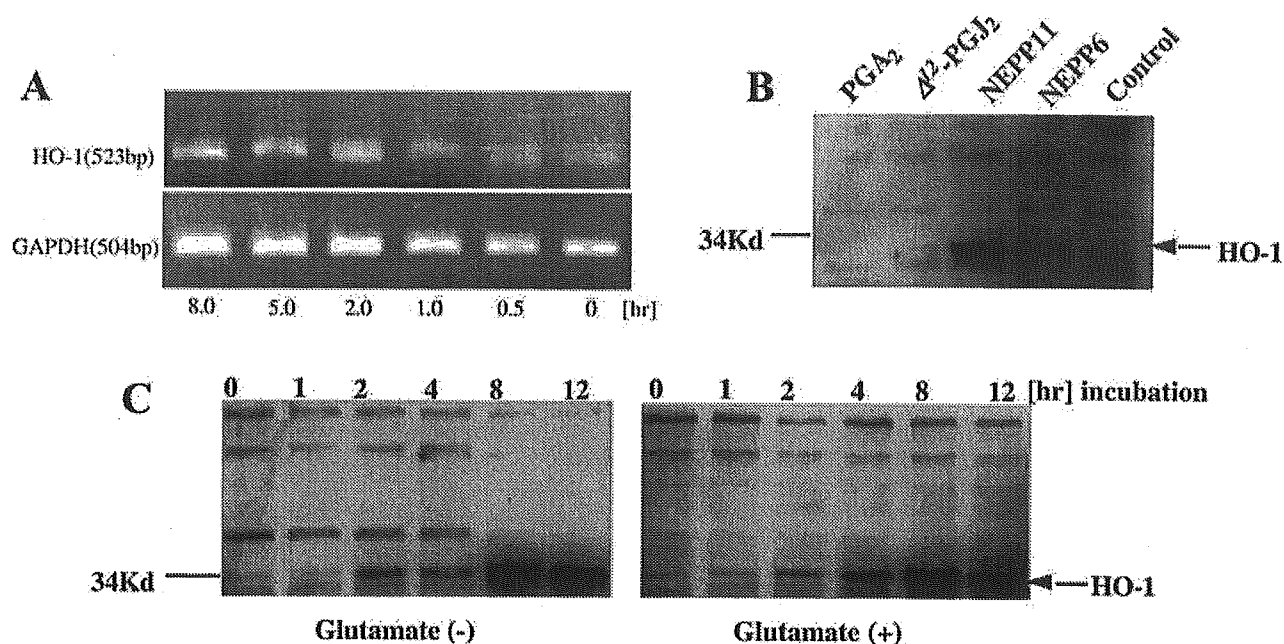 A
HO-1(523bp)
GAPDH(504bp)
8.0 5.0 2.0 1.0 0.5 0 [hr]
B
PGA₂ Δ¹²-PGJ₂ NEPP11 NEPP6 Control
34Kd
HO-1
C
0 1 2 4 8 12
0 1 2 4 8 12 [hr] incubation
34Kd
HO-1
Glutamate (-)
Glutamate (+)